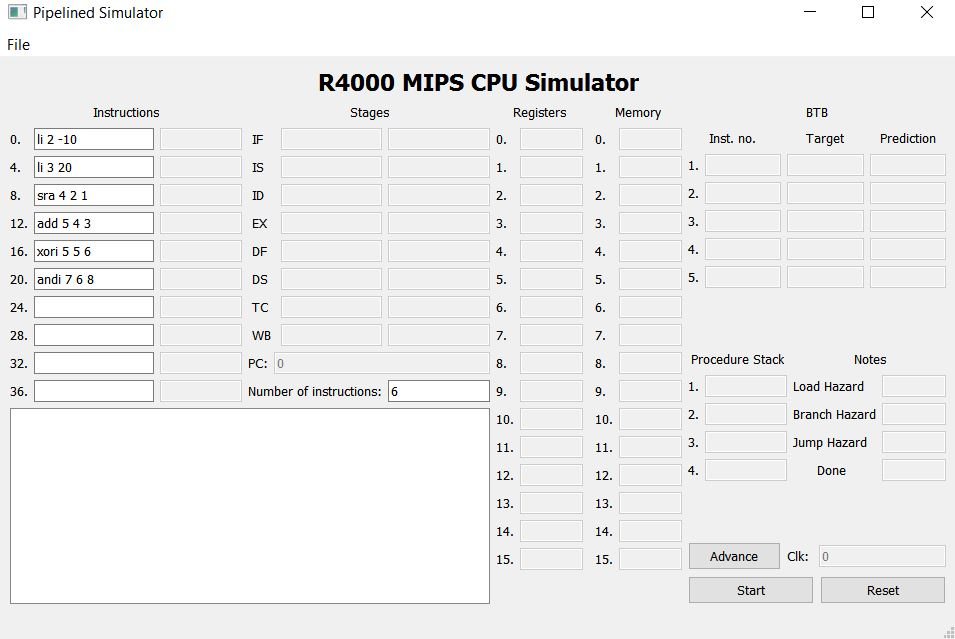 Pipelined Simulator
File
R4000 MIPS CPU Simulator
Instructions Stages Registers Memory BTB
Inst. no. Target Prediction
0. li 2 -10 IF 0. 0.
4. li 3 20 IS 1. 1. 1.
8. sra 4 2 1 ID 2. 2. 2.
12. add 5 4 3 EX 3. 3. 3.
16. xori 5 5 6 DF 4. 4. 4.
20. andi 7 6 8 DS 5. 5. 5.
24. TC 6. 6.
28. WB 7. 7.
Procedure Stack Notes
32. PC: 0 8. 8.
1. Load Hazard
36. Number of instructions: 6 9. 9.
2. Branch Hazard
10. 10.
3. Jump Hazard
11. 11.
4. Done
12. 12.
13. 13.
14. 14.
15. 15.
Advance Clk: 0
Start Reset